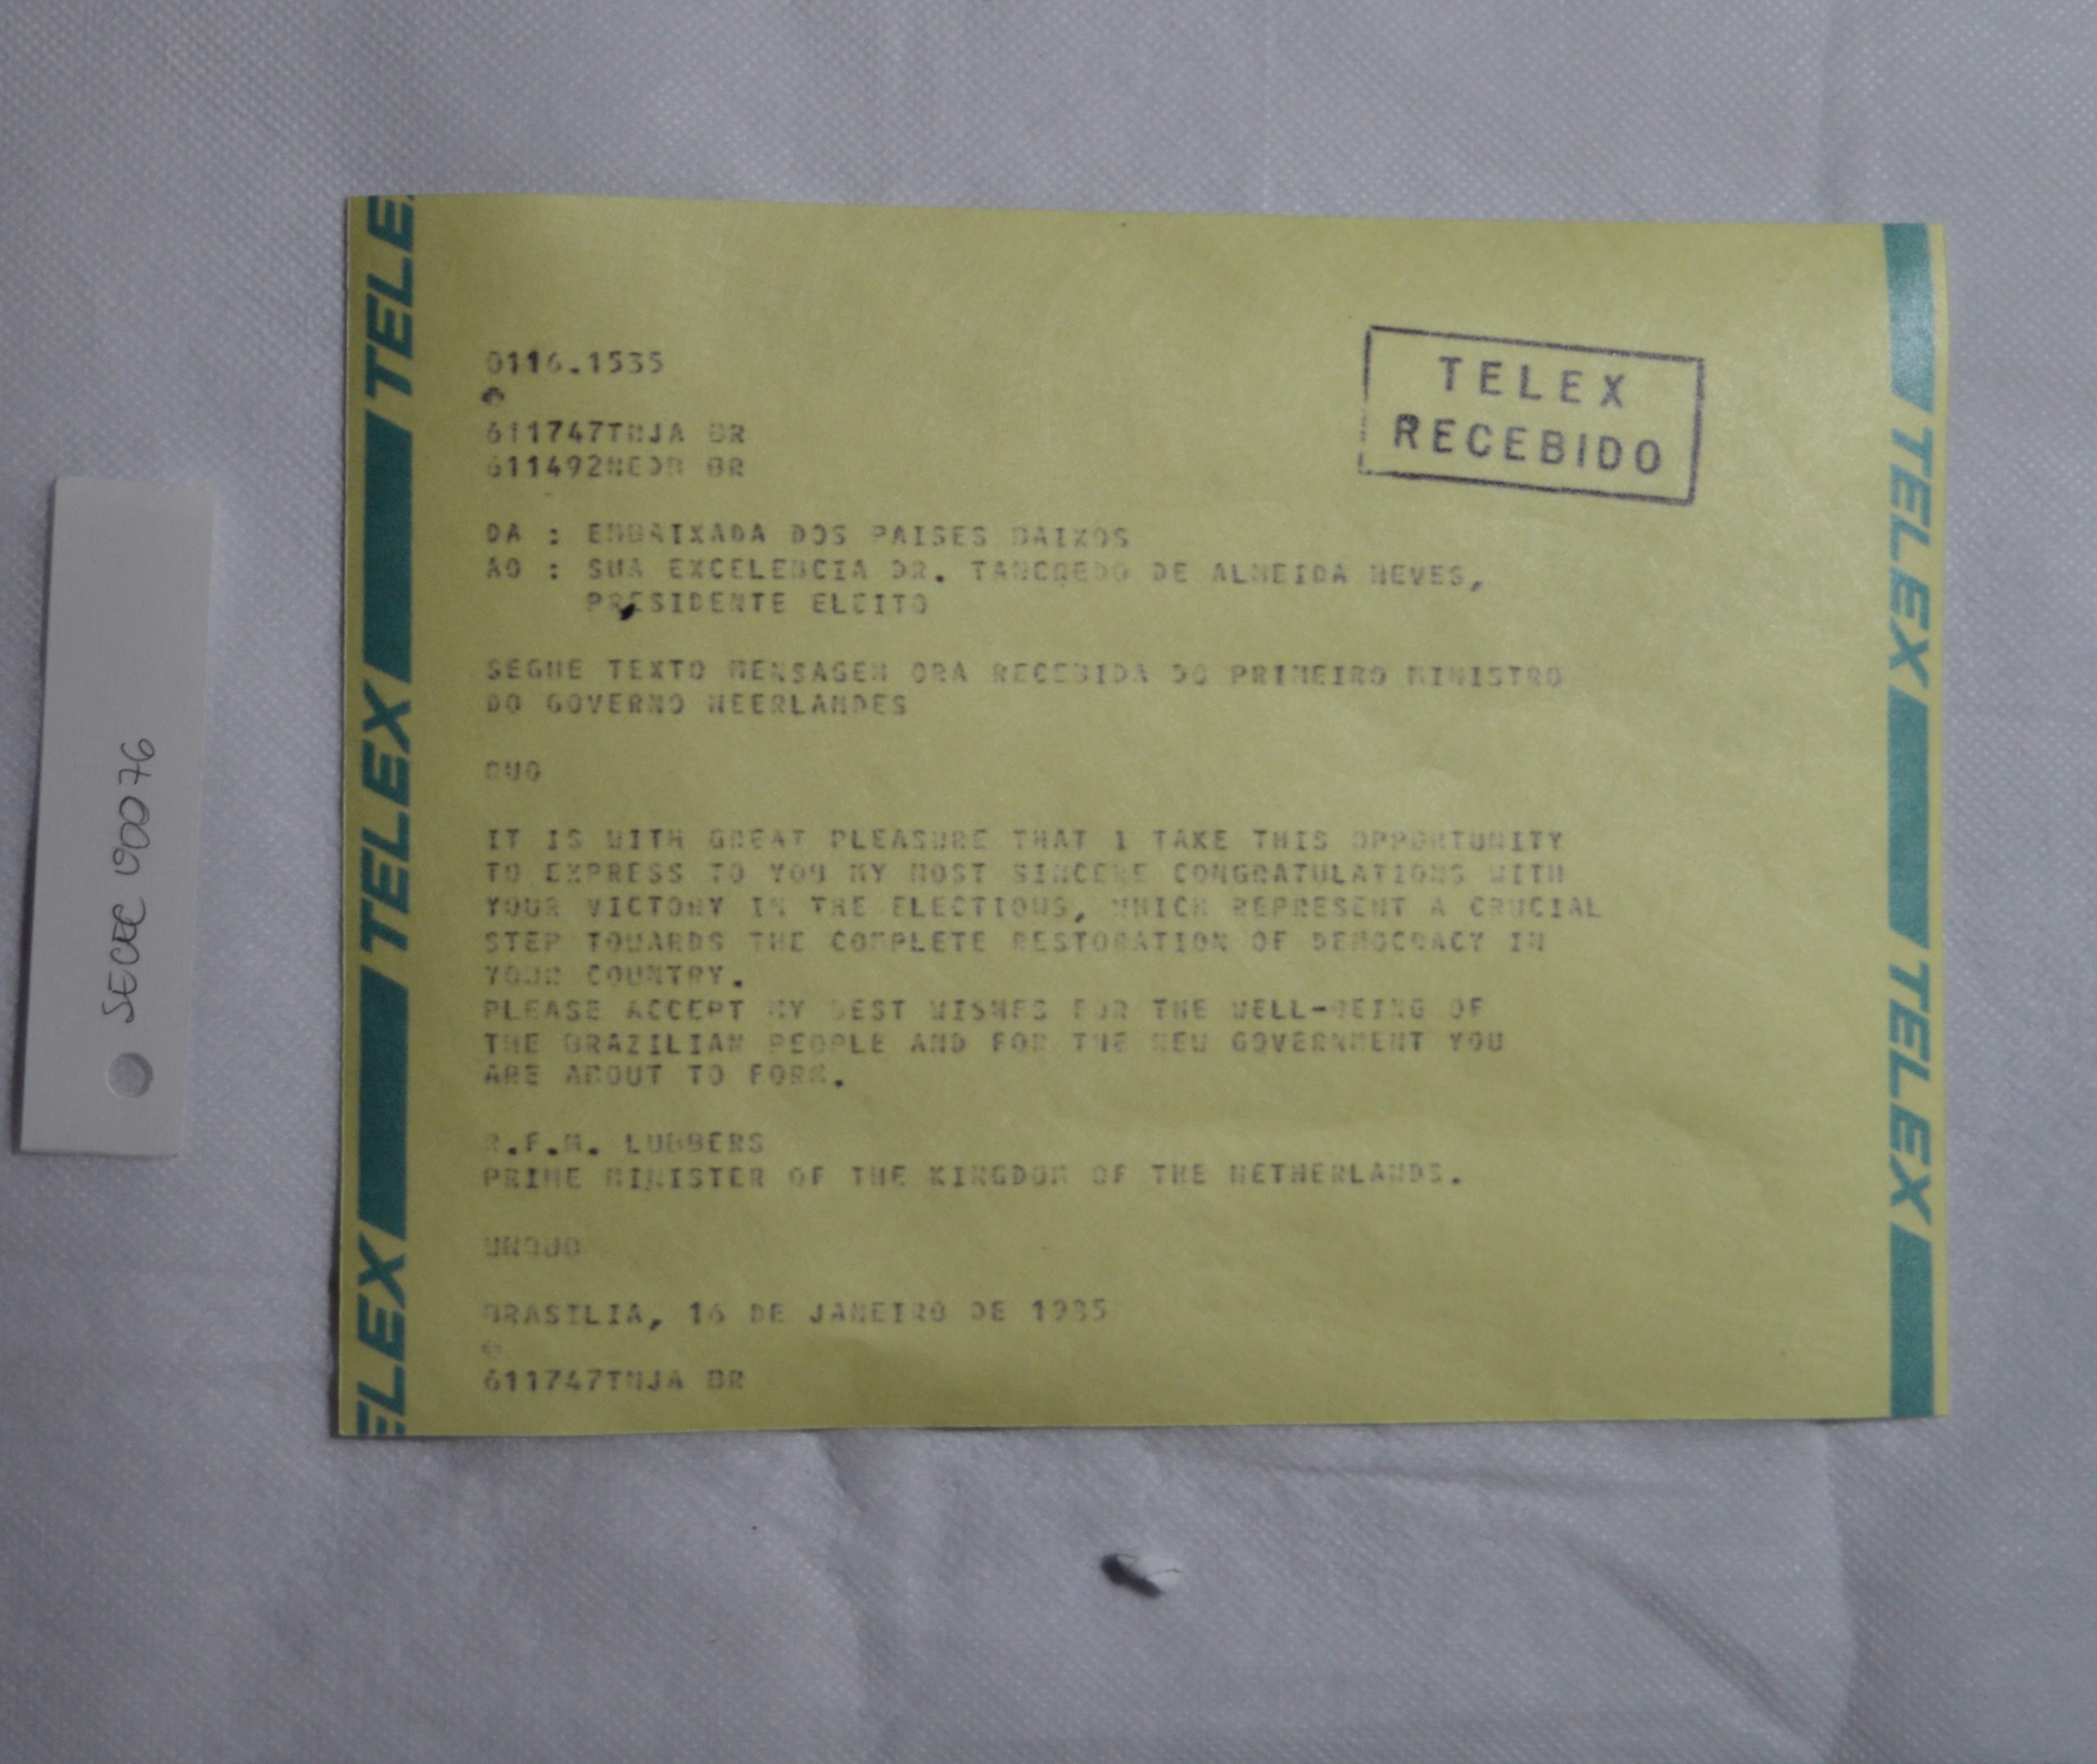 TELEX
RECEBIDO
0116.1535
611747TNJA BR
611492NEDB BR
DA : EMBAIXADA DOS PAISES BAIXOS
AO : SUA EXCELENCIA DR. TANCREDO DE ALMEIDA NEVES,
PRESIDENTE ELEITO
SEGUE TEXTO MENSAGEM ORA RECEBIDA DO PRIMEIRO MINISTRO
DO GOVERNO NEERLANDES
QUO
IT IS WITH GREAT PLEASURE THAT I TAKE THIS OPPORTUNITY
TO EXPRESS TO YOU MY MOST SINCERE CONGRATULATIONS WITH
YOUR VICTORY IN THE ELECTIONS, WHICH REPRESENT A CRUCIAL
STEP TOWARDS THE COMPLETE RESTORATION OF DEMOCRACY IN
YOUR COUNTRY.
PLEASE ACCEPT MY BEST WISHES FOR THE WELL-BEING OF
THE BRAZILIAN PEOPLE AND FOR THE NEW GOVERNMENT YOU
ARE ABOUT TO FORM.
R.F.M. LUBBERS
PRIME MINISTER OF THE KINGDOM OF THE NETHERLANDS.
UNQUO
BRASILIA, 16 DE JANEIRO DE 1985
611747TNJA BR
TELEX
TELEX
TELEX
TELEX
TELEX